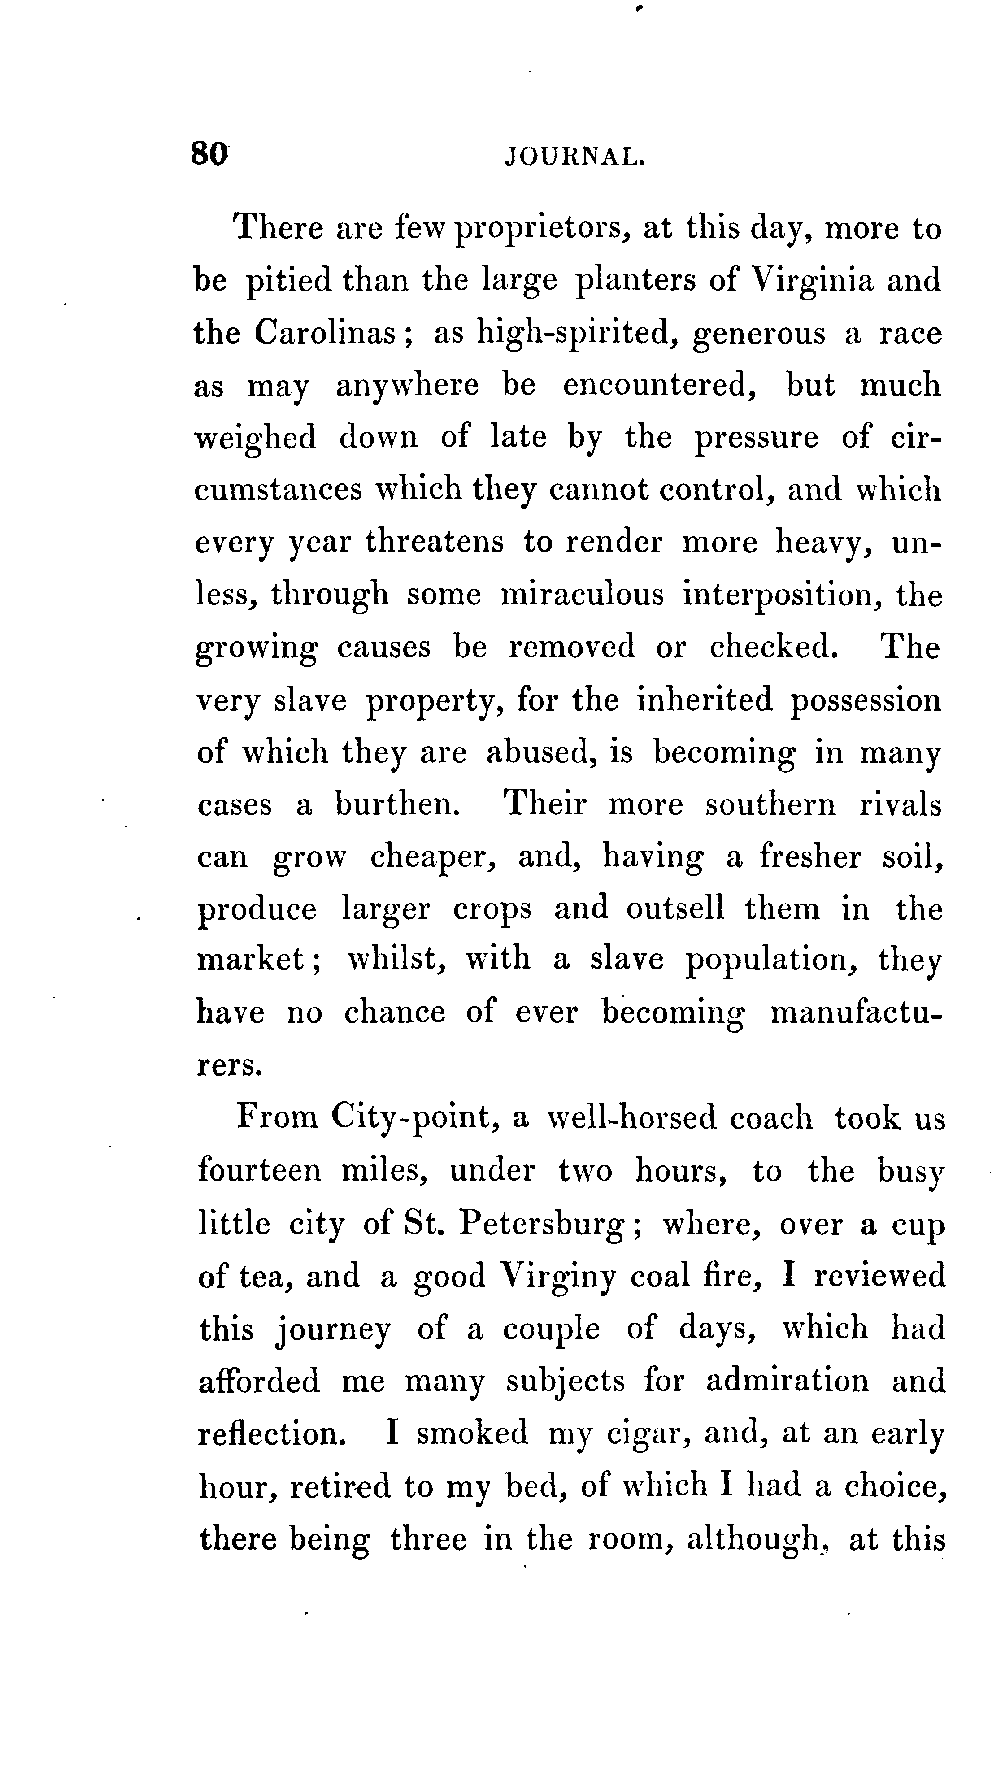 80 JOURNAL.
There are few proprietors, at this day, more to
be pitied than the large planters of Virginia and
the Carolinas; as high-spirited, generous a race
as may anywhere be encountered, but much
weighed down of late by the pressure of cir-
cumstances which they cannot control, and which
every year threatens to render more heavy, un-
less, through some miraculous interposition, the
growing causes be removed or checked. The
very slave property, for the inherited possession
of which they are abused, is becoming in many
cases a burthen. Their more southern rivals
can grow cheaper, and, having a fresher soil,
produce larger crops and outsell them in the
market; whilst, with a slave population, they
have no chance of ever becoming manufactu-
rers.
From City-point, a well-horsed coach took us
fourteen miles, under two hours, to the busy
little city of St. Petersburg; where, over a cup
of tea, and a good Virginy coal fire, I reviewed
this journey of a couple of days, which had
afforded me many subjects for admiration and
reflection. I smoked my cigar, and, at an early
hour, retired to my bed, of which I had a choice,
there being three in the room, although, at this